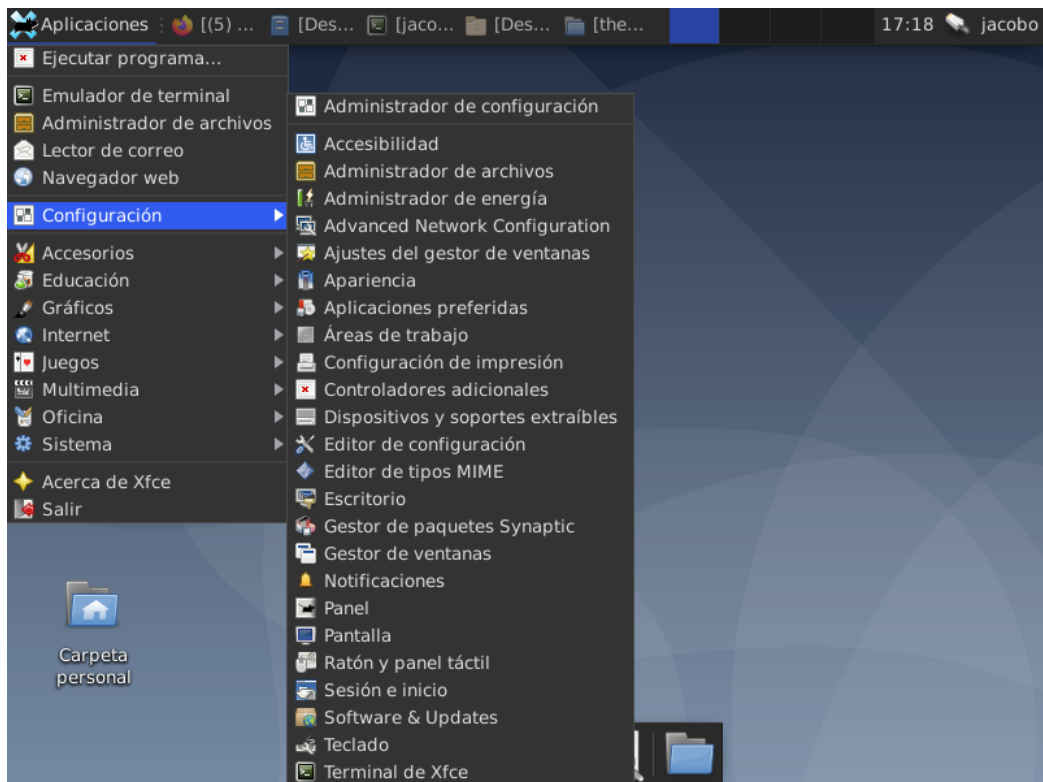 Aplicaciones [(5) ... [Des... [jaco... [Des... [the... 17:18 jacobo
Ejecutar programa...
Emulador de terminal
Administrador de archivos
Lector de correo
Navegador web
Configuración
Accesorios
Educación
Gráficos
Internet
Juegos
Multimedia
Oficina
Sistema
Acerca de Xfce
Salir
Administrador de configuración
Accesibilidad
Administrador de archivos
Administrador de energía
Advanced Network Configuration
Ajustes del gestor de ventanas
Apariencia
Aplicaciones preferidas
Áreas de trabajo
Configuración de impresión
Controladores adicionales
Dispositivos y soportes extraíbles
Editor de configuración
Editor de tipos MIME
Escritorio
Gestor de paquetes Synaptic
Gestor de ventanas
Notificaciones
Panel
Pantalla
Ratón y panel táctil
Sesión e inicio
Software & Updates
Teclado
Terminal de Xfce
Carpeta
personal